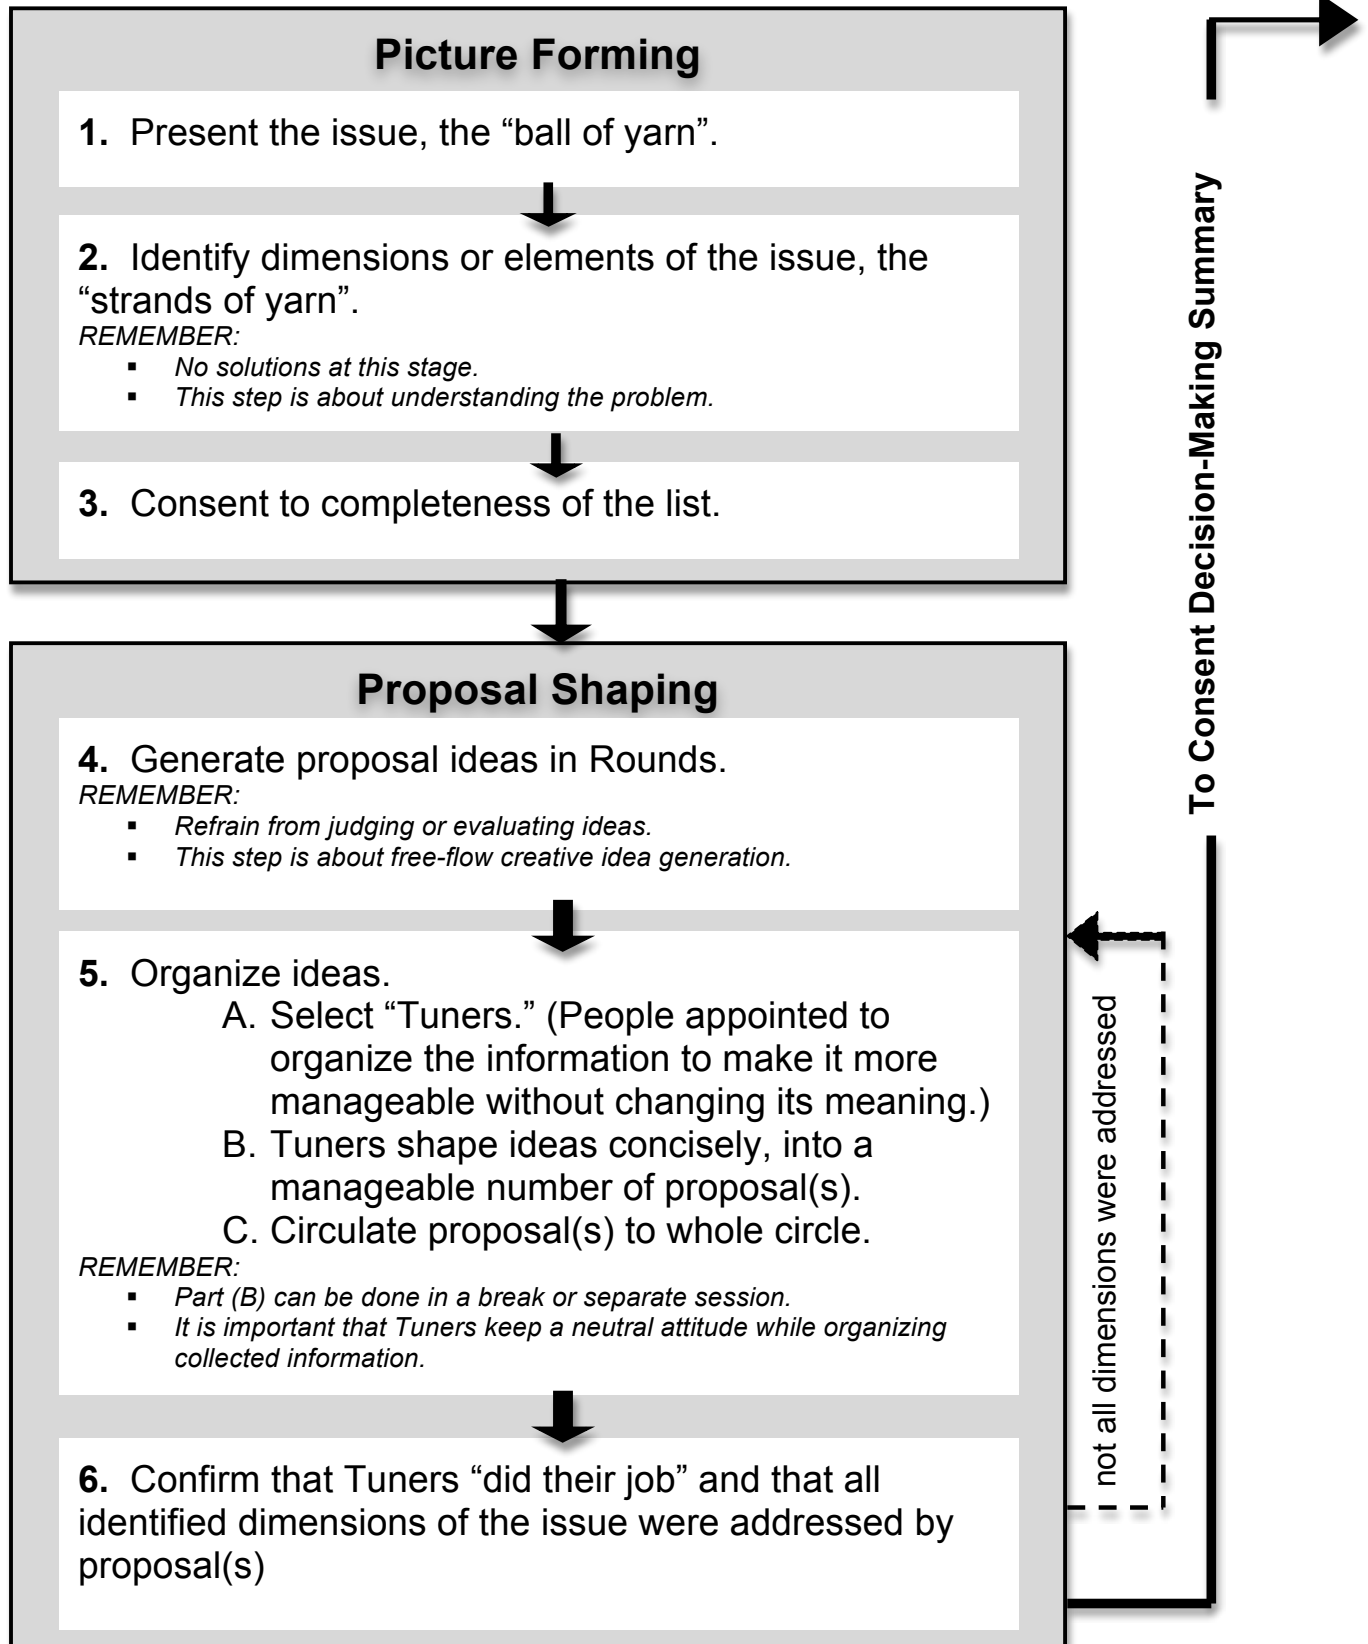 Picture Forming
1. Present the issue, the “ball of yarn”.
2. Identify dimensions or elements of the issue, the
“strands of yarn”.
REMEMBER:
▪ No solutions at this stage.
▪ This step is about understanding the problem.
3. Consent to completeness of the list.
Proposal Shaping
4. Generate proposal ideas in Rounds.
REMEMBER:
▪ Refrain from judging or evaluating ideas.
▪ This step is about free-flow creative idea generation.
5. Organize ideas.
A. Select “Tuners.” (People appointed to
organize the information to make it more
manageable without changing its meaning.)
B. Tuners shape ideas concisely, into a
manageable number of proposal(s).
C. Circulate proposal(s) to whole circle.
REMEMBER:
▪ Part (B) can be done in a break or separate session.
▪ It is important that Tuners keep a neutral attitude while organizing
collected information.
6. Confirm that Tuners “did their job” and that all
identified dimensions of the issue were addressed by
proposal(s)
not all dimensions were addressed
To Consent Decision-Making Summary